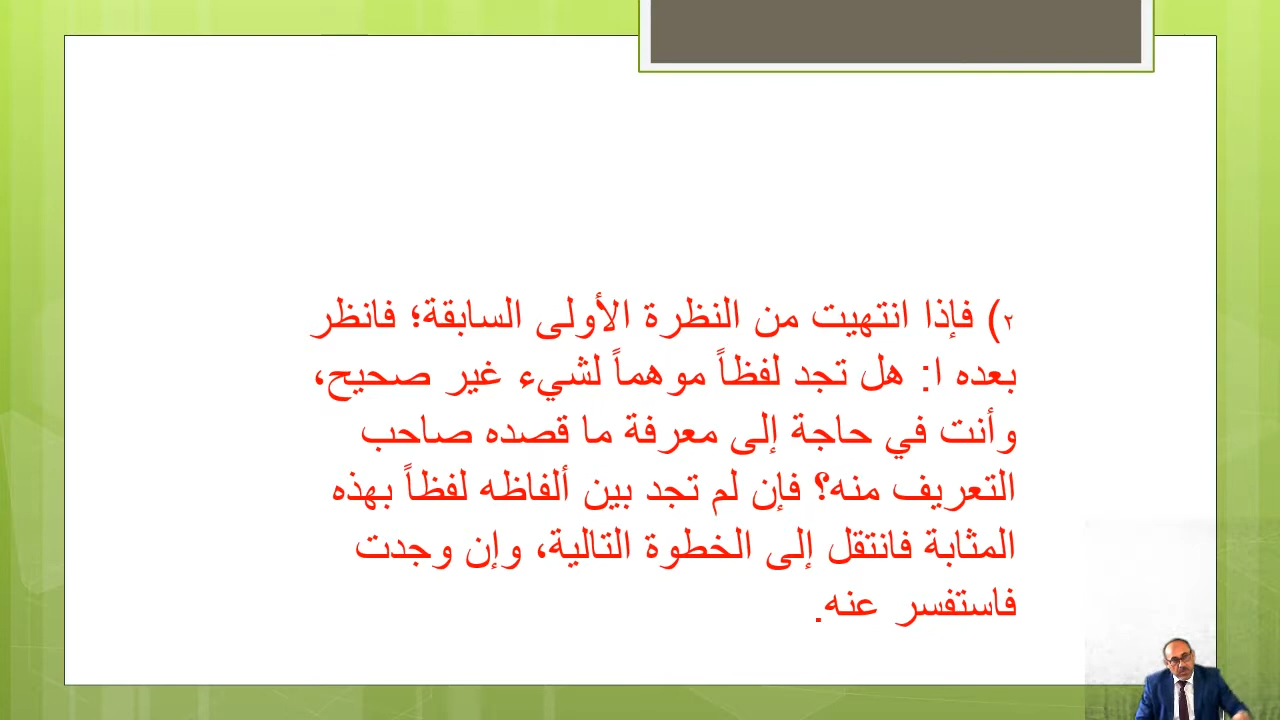 ٢) فإذا انتهيت من النظرة الأولى السابقة؛ فانظر
بعده ا: هل تجد لفظاً موهماً لشيء غير صحيح،
وأنت في حاجة إلى معرفة ما قصده صاحب
التعريف منه؟ فإن لم تجد بين ألفاظه لفظاً بهذه
المثابة فانتقل إلى الخطوة التالية، وإن وجدت
فاستفسر عنه.